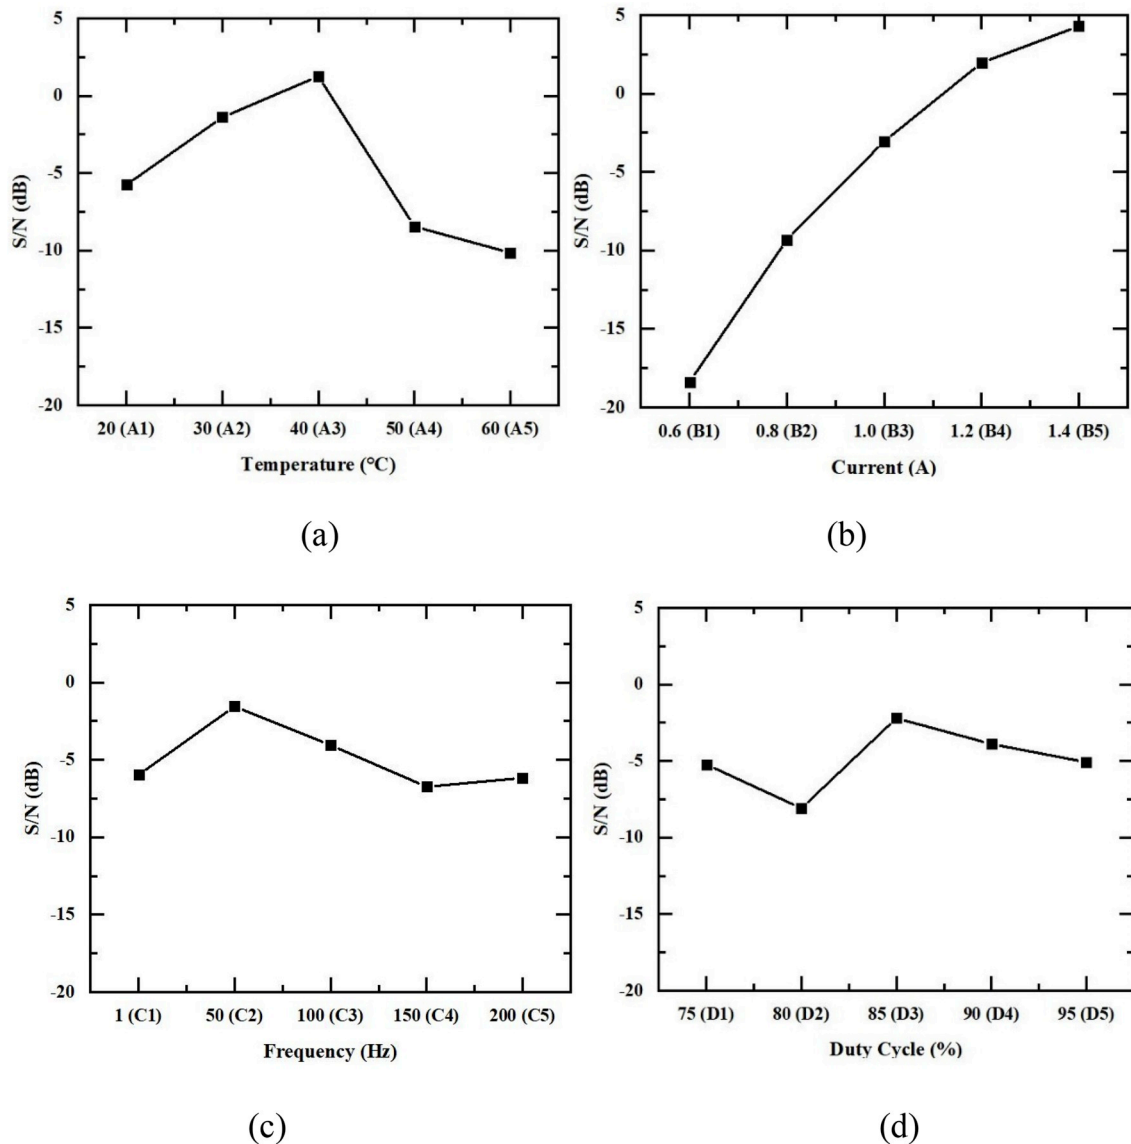 5
0
-5
-10
-15
-20
S/N (dB)
20 (A1) 30 (A2) 40 (A3) 50 (A4) 60 (A5)
Temperature (°C)
(a)
5
0
-5
-10
-15
-20
S/N (dB)
0.6 (B1) 0.8 (B2) 1.0 (B3) 1.2 (B4) 1.4 (B5)
Current (A)
(b)
5
0
-5
-10
-15
-20
S/N (dB)
1 (C1) 50 (C2) 100 (C3) 150 (C4) 200 (C5)
Frequency (Hz)
(c)
5
0
-5
-10
-15
-20
S/N (dB)
75 (D1) 80 (D2) 85 (D3) 90 (D4) 95 (D5)
Duty Cycle (%)
(d)